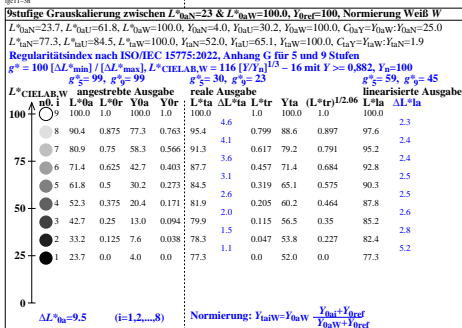 9stufige Grauskalierung zwischen L*0aN=23 & L*0aW=100.0, Y0ref=100, Normierung Weiß W
L*0aN=23.7, L*0aU=61.8, L*0aW=100.0, Y0aN=4.0, Y0aU=30.2, Y0aW=100.0, C0aY=Y0aW:Y0aN=25.0
L*taN=77.3, L*taU=84.5, L*taW=100.0, YtaN=52.0, YtaU=65.1, YtaW=100.0, CtaY=YtaW:YtaN=1.9
Regularitätsindex nach ISO/IEC 15775:2022, Anhang G für 5 und 9 Stufen
g* = 100 [ΔL*min] / [ΔL*max], L*CIELAB,W = 116 [Y/Yn]1/3 – 16 mit Y >= 0,882, Yn=100
g*5= 99, g*9= 99 g*5= 30, g*9= 23 g*5= 59, g*9= 45
L*CIELAB,W angestrebte Ausgabe reale Ausgabe linearisierte Ausgabe
n0. i L*0a L*0r Y0a Y0r L*ta ΔL*ta L*tr Yta (L*tr)1/2.06 L*la ΔL*la
100 9 100.0 1.0 100.0 1.0 100.0 1.0 100.0 1.0 100.0
4.6 2.3
8 90.4 0.875 77.3 0.763 95.4 0.799 88.6 0.897 97.6
4.1 2.4
75 7 80.9 0.75 58.3 0.566 91.3 0.617 79.2 0.791 95.2
3.6 2.4
6 71.4 0.625 42.7 0.403 87.7 0.457 71.4 0.684 92.8
3.1 2.5
5 61.8 0.5 30.2 0.273 84.5 0.319 65.1 0.575 90.3
2.6 2.5
50 4 52.3 0.375 20.4 0.171 81.9 0.205 60.2 0.464 87.8
2.0 2.6
3 42.7 0.25 13.0 0.094 79.9 0.115 56.5 0.35 85.2
1.5 2.8
2 33.2 0.125 7.6 0.038 78.3 0.047 53.8 0.227 82.4
1.1 5.2
25 1 23.7 0.0 4.0 0.0 77.3 0.0 52.0 0.0 77.3
0
ΔL*0a=9.5 (i=1,2,...,8) Normierung: YtaiW=Y0aW Y0ai+Y0ref
Y0aW+Y0ref